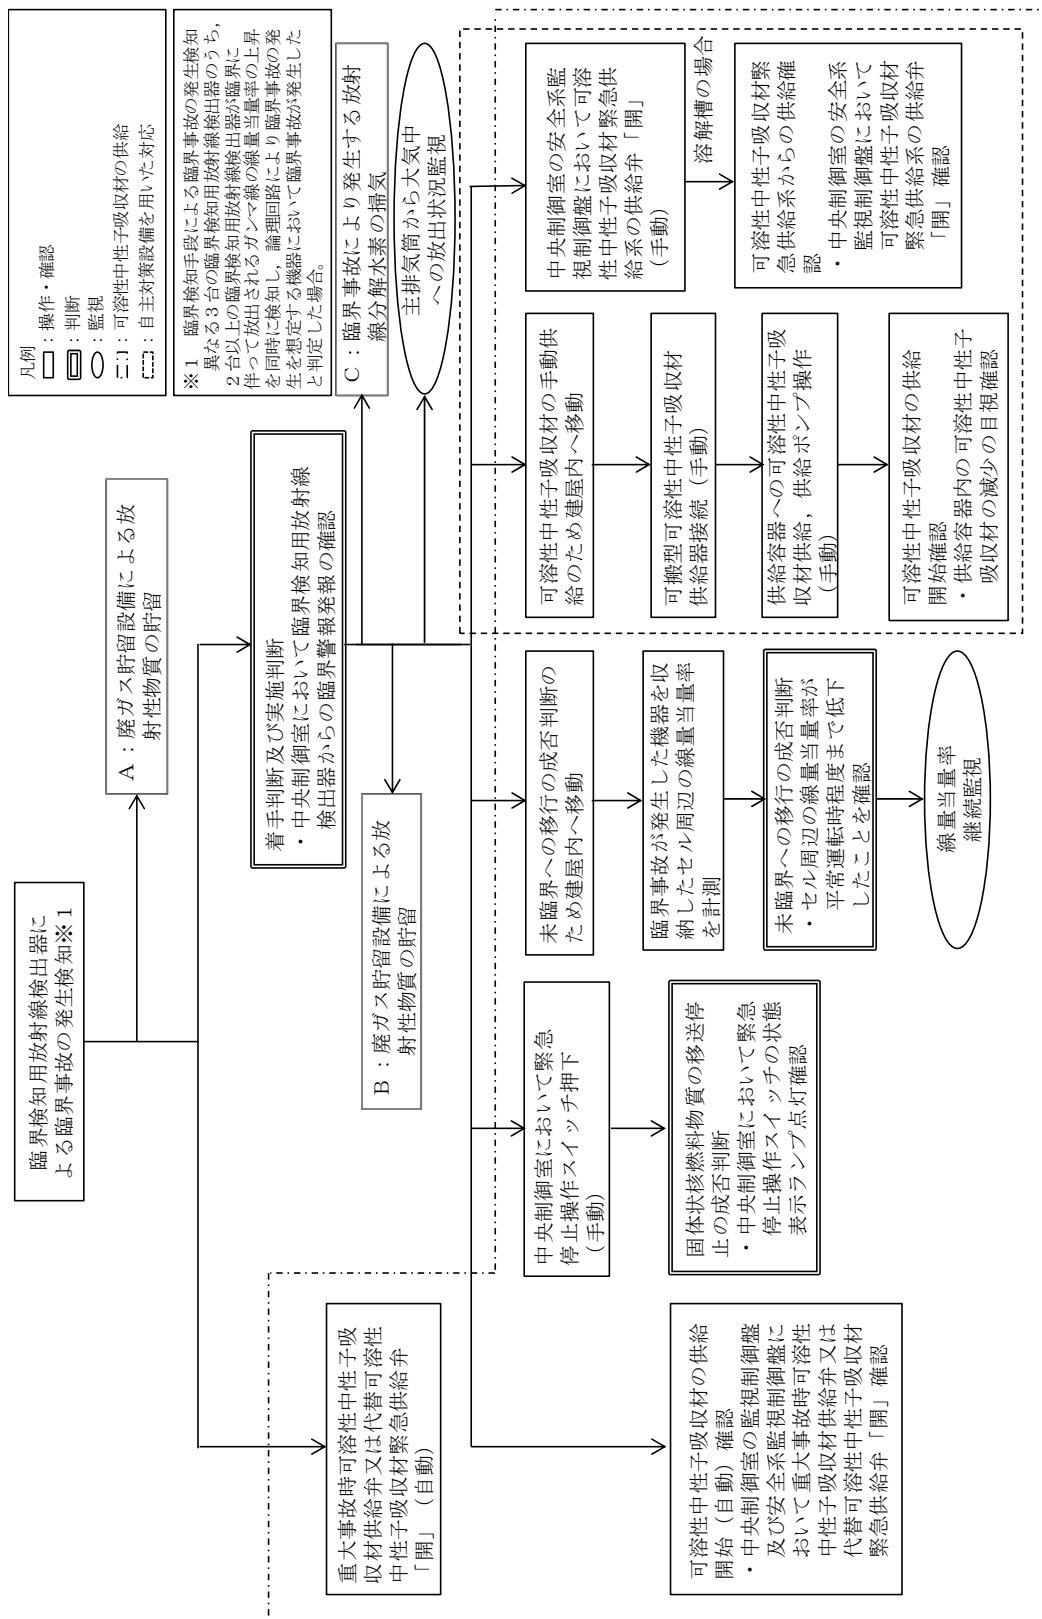 臨界検知用放射線検出器に
よる臨界事故の発生検知※１
A：廃ガス貯留設備による放
射性物質の貯留
凡例
：操作・確認
：判断
：監視
：可溶性中性子吸収材の供給
：自主対策設備を用いた対応
※１　臨界検知手段による臨界事故の発生検知
異なる３台の臨界検知用放射線検出器のうち，
２台以上の臨界検知用放射線検出器が臨界に
伴って放出されるガンマ線の線量当量率の上昇
を同時に検知し，論理回路により臨界事故の発
生を想定する機器において臨界事故が発生した
と判定した場合。
着手判断及び実施判断
・中央制御室において臨界検知用放射線
検出器からの臨界警報発報の確認
C：臨界事故により発生する放射
線分解水素の掃気
主排気筒から大気中
への放出状況監視
B：廃ガス貯留設備による放
射性物質の貯留
重大事故時可溶性中性子吸
収材供給弁又は代替可溶性
中性子吸収材緊急供給弁
「開」（自動）
可溶性中性子吸収材の供給
開始（自動）確認
・中央制御室の監視制御盤
及び安全系監視制御盤に
おいて重大事故時可溶性
中性子吸収材供給弁又は
代替可溶性中性子吸収材
緊急供給弁「開」確認
中央制御室において緊急
停止操作スイッチ押下
（手動）
固体状核燃料物質の移送停
止の成否判断
・中央制御室において緊急
停止操作スイッチの状態
表示ランプ点灯確認
未臨界への移行の成否判断の
ため建屋内へ移動
臨界事故が発生した機器を収
納したセル周辺の線量当量率
を計測
未臨界への移行の成否判断
・セル周辺の線量当量率が
平常運転時程度まで低下
したことを確認
線量当量率
継続監視
可溶性中性子吸収材の手動供
給のため建屋内へ移動
可搬型可溶性中性子吸収材
供給器接続（手動）
供給容器への可溶性中性子吸
収材供給，供給ポンプ操作
（手動）
可溶性中性子吸収材の供給
開始確認
・供給容器内の可溶性中性子
吸収材の減少の目視確認
中央制御室の安全系監
視制御盤において可溶
性中性子吸収材緊急供
給系の供給弁「開」
（手動）
溶解槽の場合
可溶性中性子吸収材緊
急供給系からの供給確
認
・中央制御室の安全系
監視制御盤において
可溶性中性子吸収材
緊急供給系の供給弁
「開」確認